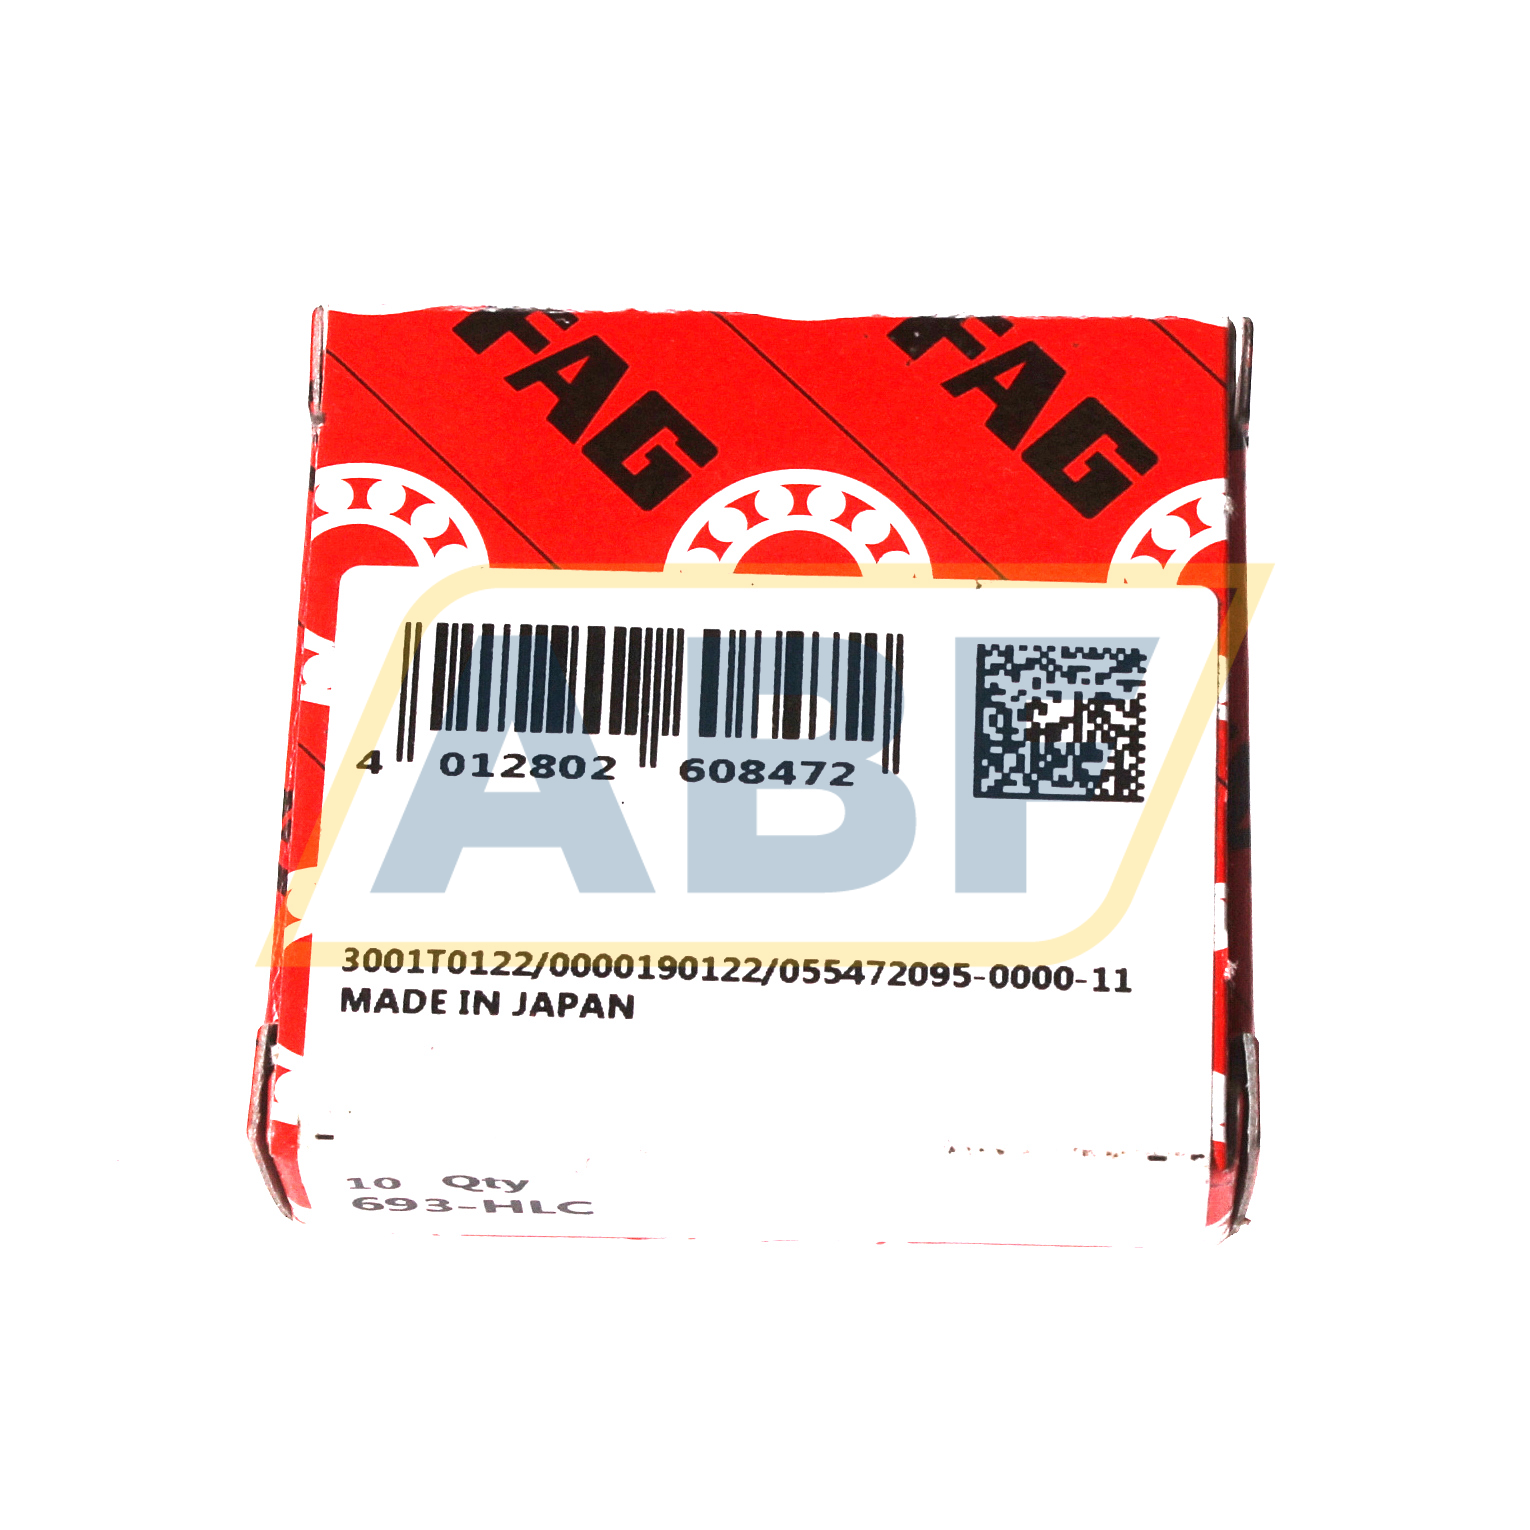 FAG FAG
4 012802 608472
ABF
3001T0122/0000190122/055472095-0000-11
MADE IN JAPAN
10 Qty
693-HLC